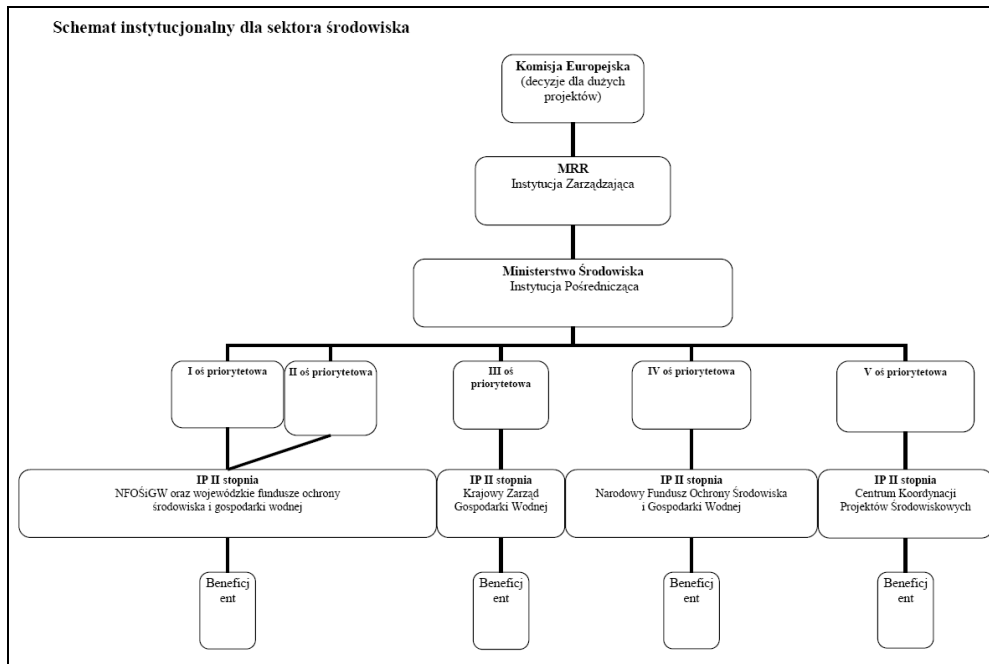 Schemat instytucjonalny dla sektora środowiska
Komisja Europejska
(decyzje dla dużych
projektów)
MRR
Instytucja Zarządzająca
Ministerstwo Środowiska
Instytucja Pośrednicząca
I oś priorytetowa
II oś priorytetowa
III oś
priorytetowa
IV oś priorytetowa
V oś priorytetowa
IP II stopnia
NFOŚiGW oraz wojewódzkie fundusze ochrony
środowiska i gospodarki wodnej
IP II stopnia
Krajowy Zarząd
Gospodarki Wodnej
IP II stopnia
Narodowy Fundusz Ochrony Środowiska
i Gospodarki Wodnej
IP II stopnia
Centrum Koordynacji
Projektów Środowiskowych
Beneficj
ent
Beneficj
ent
Beneficj
ent
Beneficj
ent